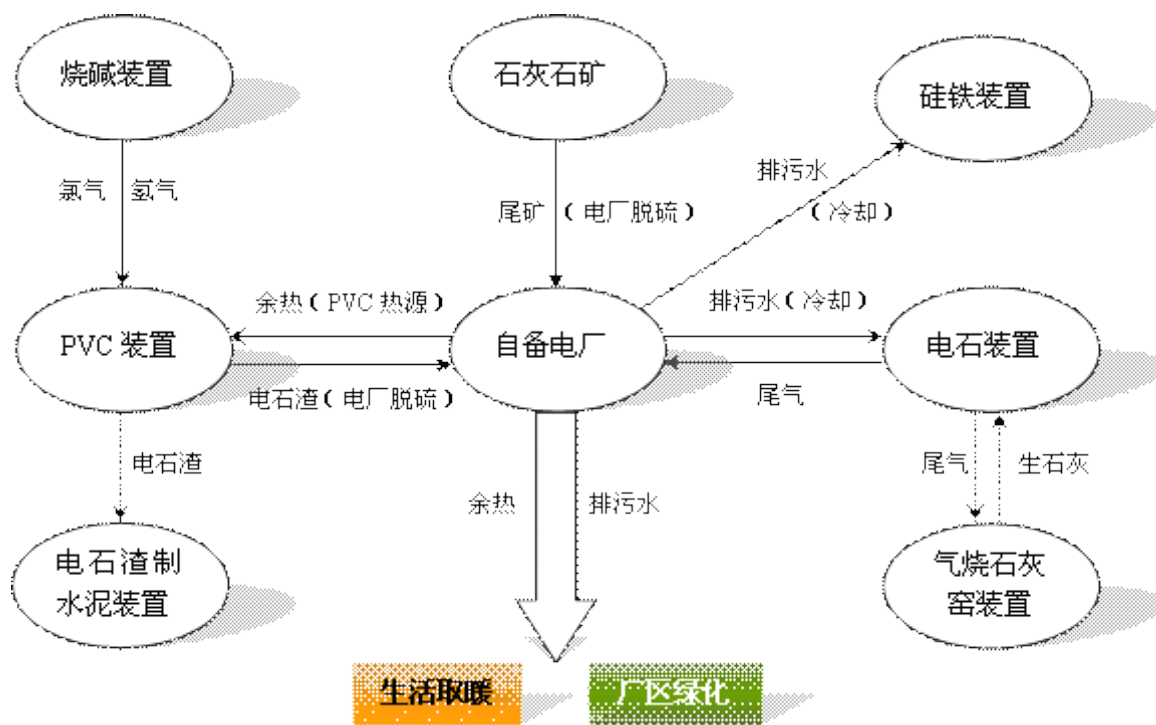 烧碱装置
石灰石矿
硅铁装置
氯气 氢气
尾矿(电厂脱硫)
排污水
(冷却)
余热(PVC 热源)
排污水(冷却)
PVC 装置
自备电厂
电石装置
电石渣(电厂脱硫)
尾气
电石渣
余热 排污水
尾气 生石灰
电石渣制
水泥装置
气烧石灰
窑装置
生活取暖
厂区绿化